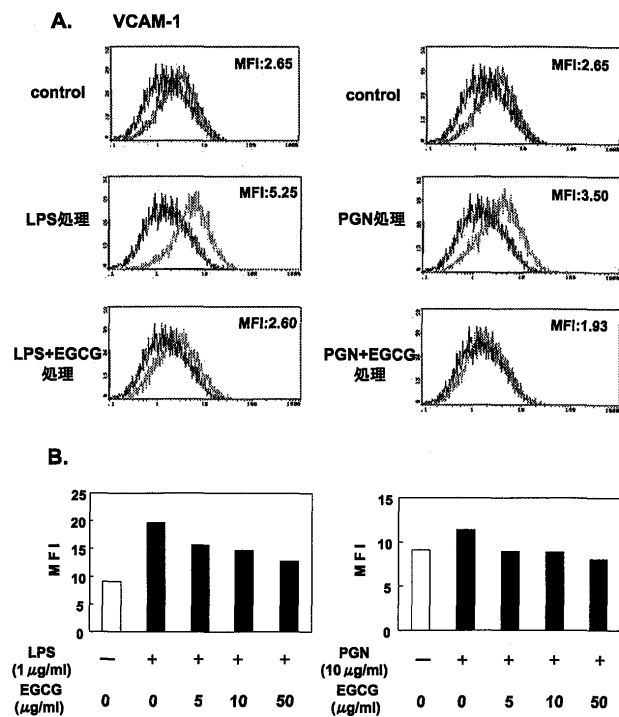 A. VCAM-1
control
MFI:2.65
control
MFI:2.65
LPS処理
MFI:5.25
PGN処理
MFI:3.50
LPS+EGCG
処理
MFI:2.60
PGN+EGCG
処理
MFI:1.93
B.
MFI
25
20
15
10
5
0
LPS
(1 μg/ml)
− + + + +
EGCG
(μg/ml)
0 0 5 10 50
MFI
15
10
5
0
PGN
(10 μg/ml)
− + + + +
EGCG
(μg/ml)
0 0 5 10 50